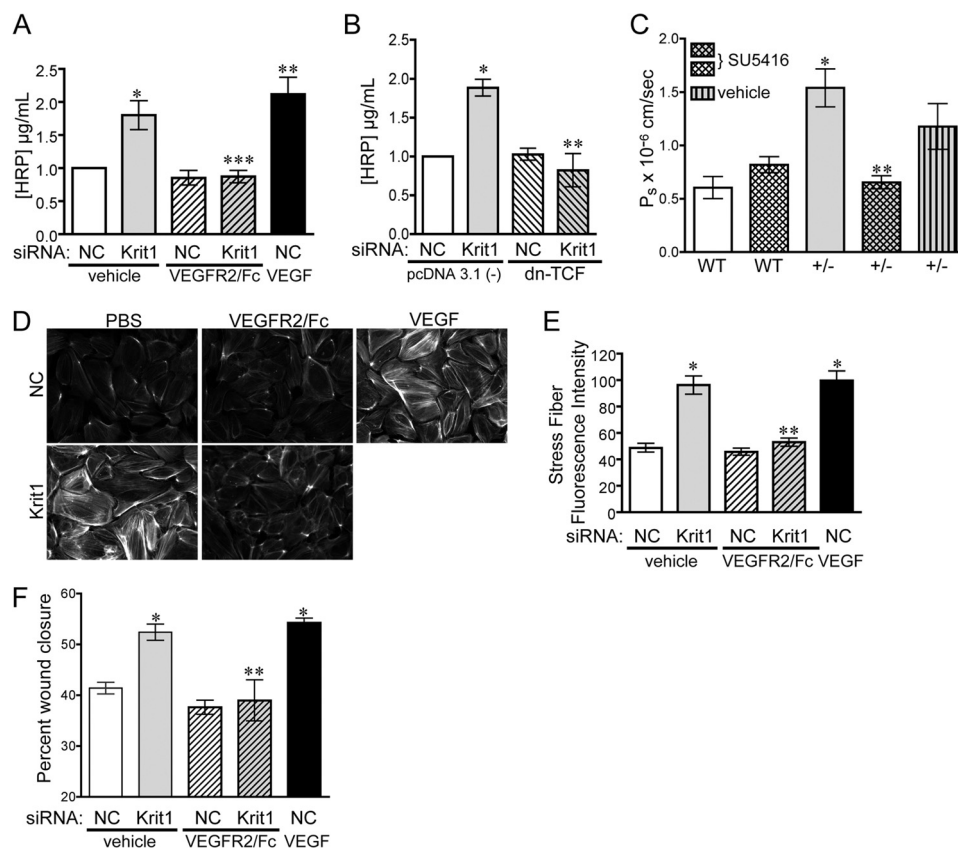 A
[HRP] µg/mL
2.5
2.0
1.5
1.0
0.5
0.0
*
***
**
siRNA: NC Krit1 NC Krit1 NC
vehicle VEGFR2/Fc VEGF
B
[HRP] µg/mL
2.5
2.0
1.5
1.0
0.5
0.0
*
**
siRNA: NC Krit1 NC Krit1
pcDNA 3.1 (-) dn-TCF
C
Ps x 10⁻⁶ cm/sec
2.0
1.5
1.0
0.5
0.0
} SU5416
vehicle
*
**
WT WT +/- +/- +/-
D
PBS VEGFR2/Fc VEGF
NC
Krit1
E
Stress Fiber
Fluorescence Intensity
120
100
80
60
40
20
0
*
**
*
siRNA: NC Krit1 NC Krit1 NC
vehicle VEGFR2/Fc VEGF
F
Percent wound closure
60
50
40
30
20
*
**
*
siRNA: NC Krit1 NC Krit1 NC
vehicle VEGFR2/Fc VEGF